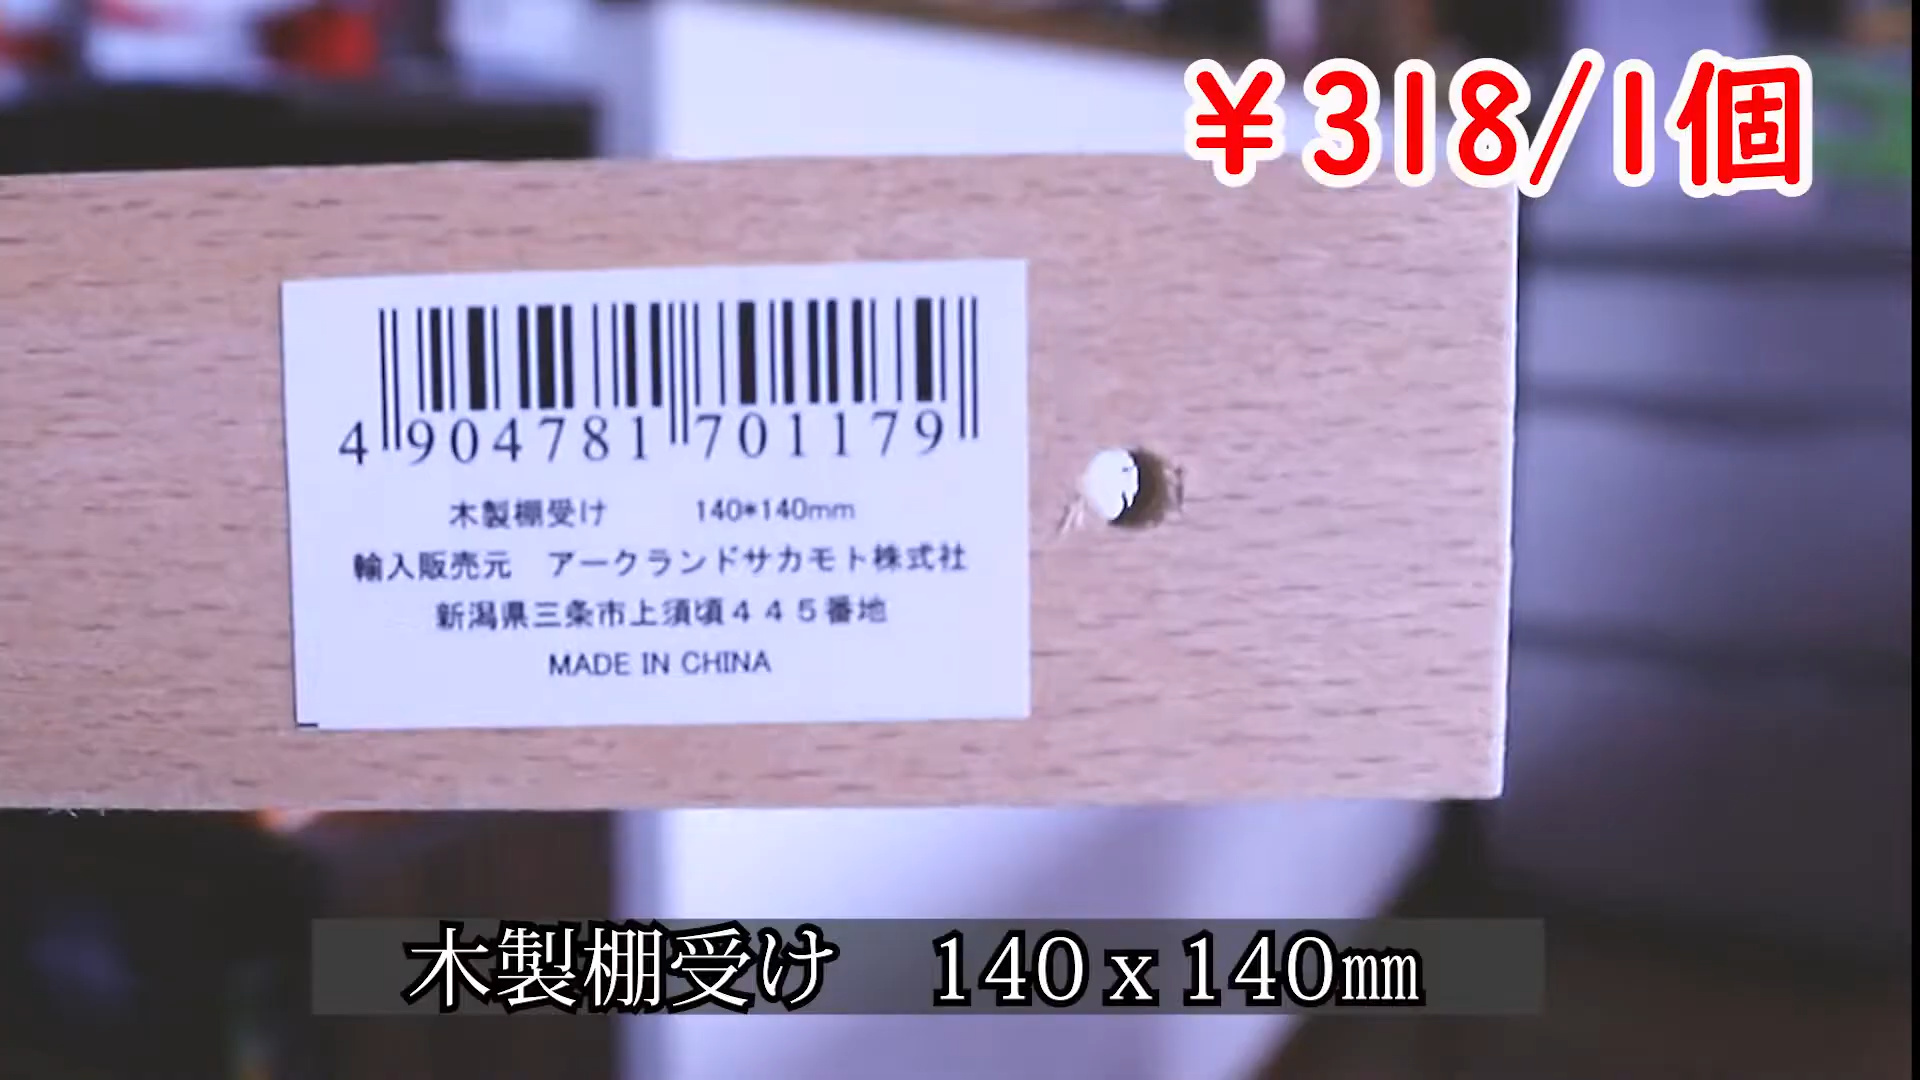 ¥318/1個
4 904781 701179
木製棚受け 140*140mm
輸入販売元 アークランドサカモト株式会社
新潟県三条市上須頃445番地
MADE IN CHINA
木製棚受け 140x140㎜